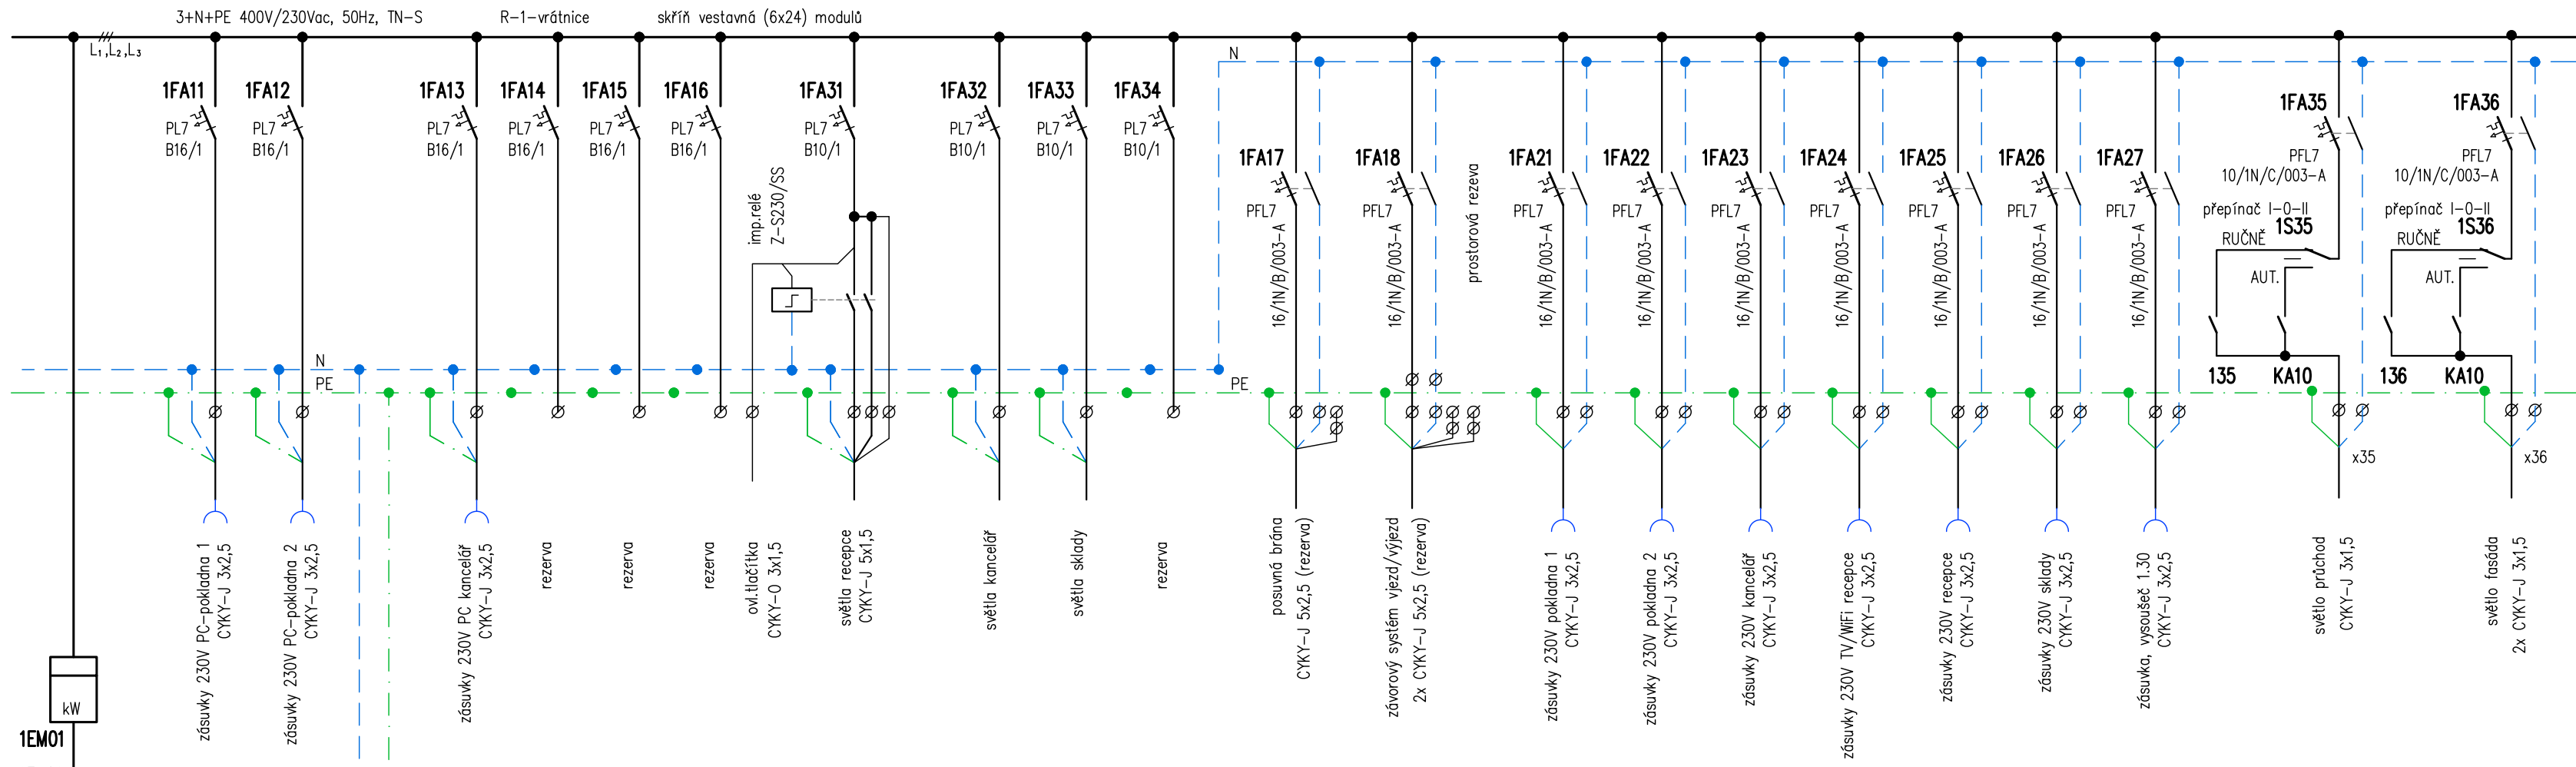 3+N+PE 400V/230Vac, 50Hz, TN-S
R-1-vrátnice
skříň vestavná (6x24) modulů
L₁,L₂,L₃
N
1FA11
PL7
B16/1
1FA12
PL7
B16/1
1FA13
PL7
B16/1
1FA14
PL7
B16/1
1FA15
PL7
B16/1
1FA16
PL7
B16/1
1FA31
PL7
B10/1
1FA32
PL7
B10/1
1FA33
PL7
B10/1
1FA34
PL7
B10/1
imp.relé
Z-S230/SS
1FA17
PFL7
16/1N/B/003-A
1FA18
PFL7
16/1N/B/003-A
prostorová rezeva
1FA21
PFL7
16/1N/B/003-A
1FA22
PFL7
16/1N/B/003-A
1FA23
PFL7
16/1N/B/003-A
1FA24
PFL7
16/1N/B/003-A
1FA25
PFL7
16/1N/B/003-A
1FA26
PFL7
16/1N/B/003-A
1FA27
PFL7
16/1N/B/003-A
1FA35
PFL7
10/1N/C/003-A
přepínač I-0-II
1S35
RUČNĚ
AUT.
135
KA10
1FA36
PFL7
10/1N/C/003-A
přepínač I-0-II
1S36
RUČNĚ
AUT.
136
KA10
N
PE
PE
x35
x36
zásuvky 230V PC-pokladna 1
CYKY-J 3x2,5
zásuvky 230V PC-pokladna 2
CYKY-J 3x2,5
zásuvky 230V PC kancelář
CYKY-J 3x2,5
rezerva
rezerva
rezerva
ovl.tlačítka
CYKY-O 3x1,5
světla recepce
CYKY-J 5x1,5
světla kancelář
světla sklady
rezerva
posuvná brána
CYKY-J 5x2,5 (rezerva)
závorový systém vjezd/výjezd
2x CYKY-J 5x2,5 (rezerva)
zásuvky 230V pokladna 1
CYKY-J 3x2,5
zásuvky 230V pokladna 2
CYKY-J 3x2,5
zásuvky 230V kancelář
CYKY-J 3x2,5
zásuvky 230V TV/WiFi recepce
CYKY-J 3x2,5
zásuvky 230V recepce
CYKY-J 3x2,5
zásuvky 230V sklady
CYKY-J 3x2,5
zásuvka, vysoušeč 1.30
CYKY-J 3x2,5
světlo průchod
CYKY-J 3x1,5
světlo fasáda
2x CYKY-J 3x1,5
kW
1EM01